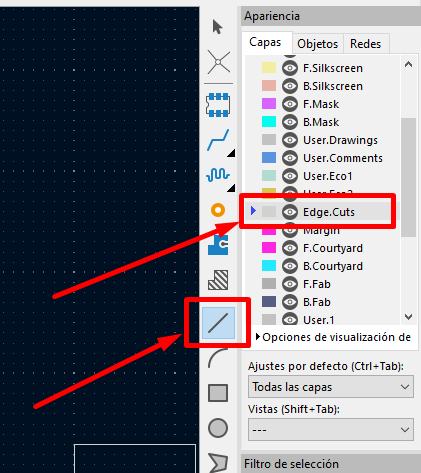 Apariencia
Capas Objetos Redes
F.Silkscreen
B.Silkscreen
F.Mask
B.Mask
User.Drawings
User.Comments
User.Eco1
User.Eco2
Edge.Cuts
Margin
F.Courtyard
B.Courtyard
F.Fab
B.Fab
User.1
Opciones de visualización de
Ajustes por defecto (Ctrl+Tab):
Todas las capas
Vistas (Shift+Tab):
---
Filtro de selección